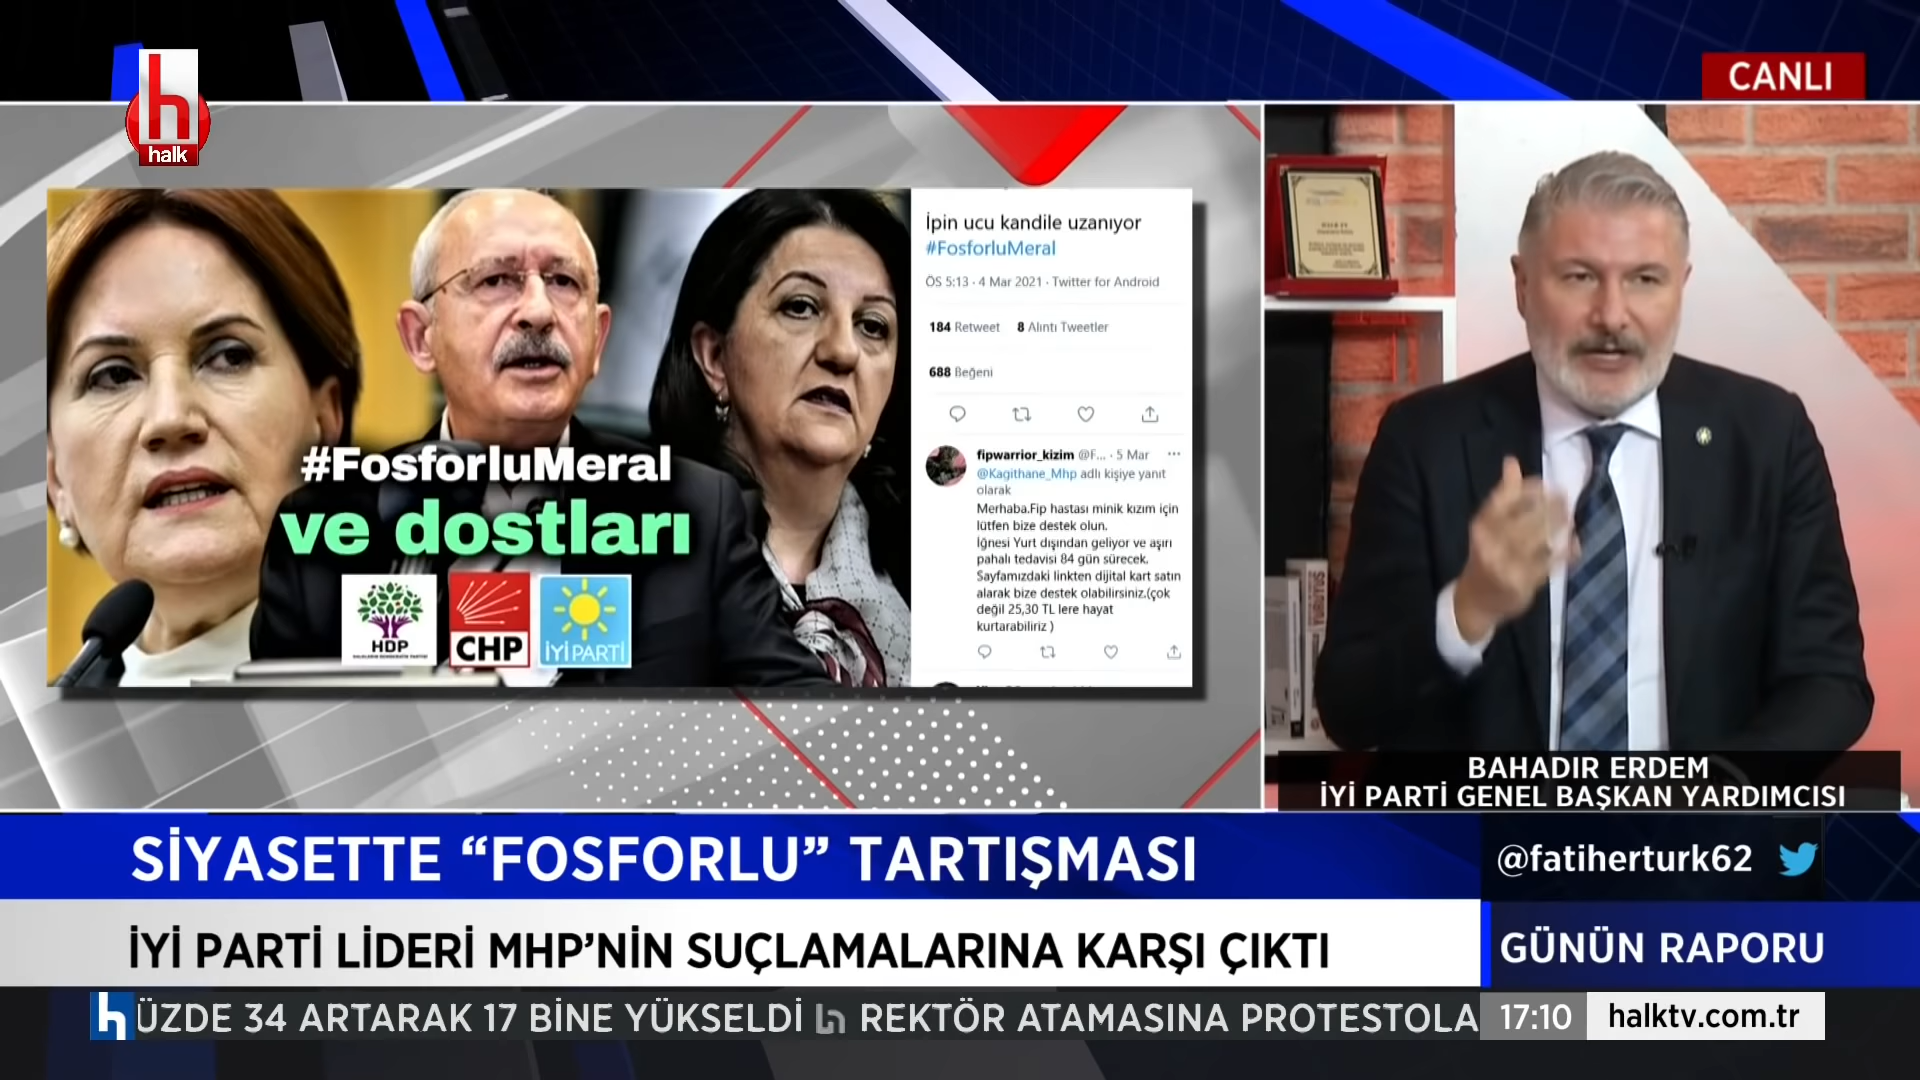 CANLI
h
halk
İpin ucu kandile uzanıyor
#FosforluMeral
ÖS 5:13 · 4 Mar 2021 · Twitter for Android
184 Retweet 8 Alıntı Tweetler
688 Beğeni
fipwarrior_kizim @F... · 5 Mar
@Kagithane_Mhp adlı kişiye yanıt
olarak
Merhaba.Fip hastası minik kızım için
lütfen bize destek olun.
İğnesi Yurt dışından geliyor ve aşırı
pahalı tedavisi 84 gün sürecek.
Sayfamızdaki linkten dijital kart satın
alarak bize destek olabilirsiniz.(çok
değil 25,30 TL lere hayat
kurtarabiliriz )
#FosforluMeral
ve dostları
HDP
CHP
İYİ PARTİ
BAHADIR ERDEM
İYİ PARTİ GENEL BAŞKAN YARDIMCISI
SİYASETTE “FOSFORLU” TARTIŞMASI
@fatiherturk62
İYİ PARTİ LİDERİ MHP’NİN SUÇLAMALARINA KARŞI ÇIKTI
GÜNÜN RAPORU
h ÜZDE 34 ARTARAK 17 BİNE YÜKSELDİ h REKTÖR ATAMASINA PROTESTOLA
17:10
halktv.com.tr